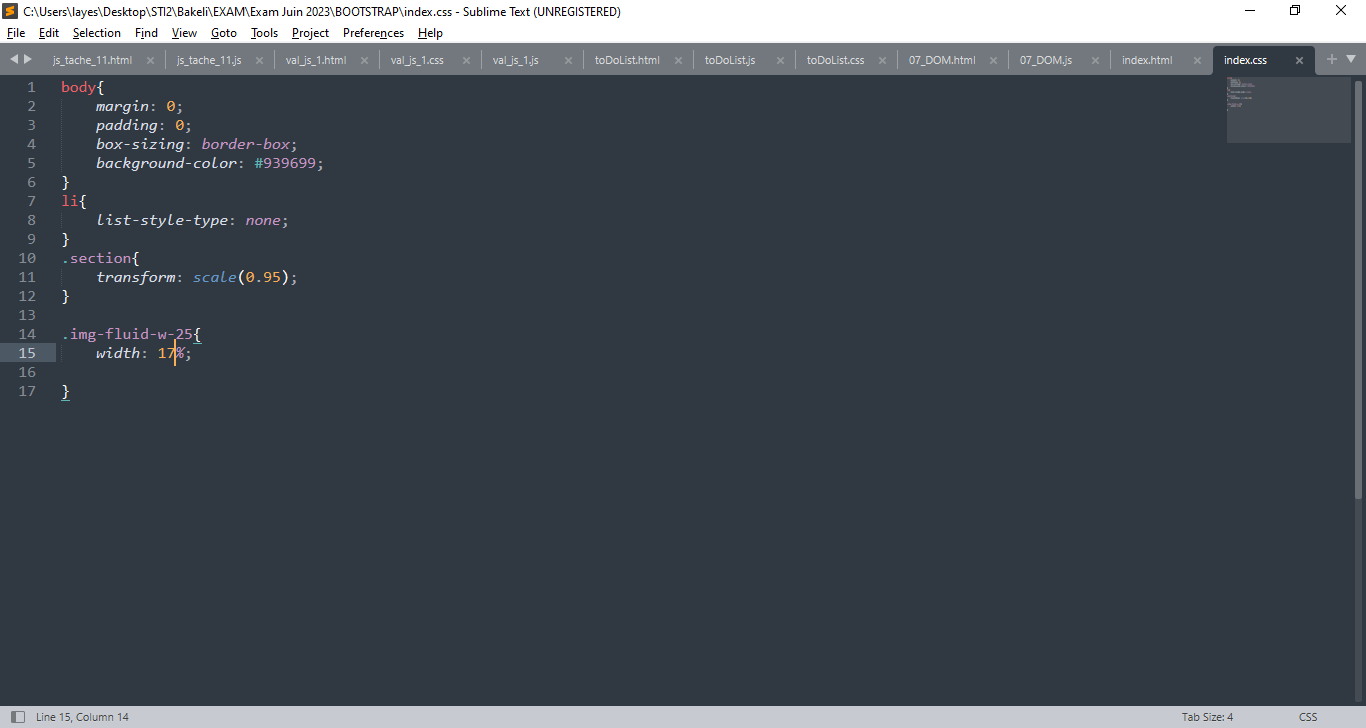 C:\Users\layes\Desktop\STI2\Bakeli\EXAM\Exam Juin 2023\BOOTSTRAP\index.css - Sublime Text (UNREGISTERED)
File Edit Selection Find View Goto Tools Project Preferences Help
js_tache_11.html js_tache_11.js val_js_1.html val_js_1.css val_js_1.js toDoList.html toDoList.js toDoList.css 07_DOM.html 07_DOM.js index.html index.css
1 body{
2 margin: 0;
3 padding: 0;
4 box-sizing: border-box;
5 background-color: #939699;
6 }
7 li{
8 list-style-type: none;
9 }
10 .section{
11 transform: scale(0.95);
12 }
13
14 .img-fluid-w-25{
15 width: 17%;
16
17 }
Line 15, Column 14 Tab Size: 4 CSS